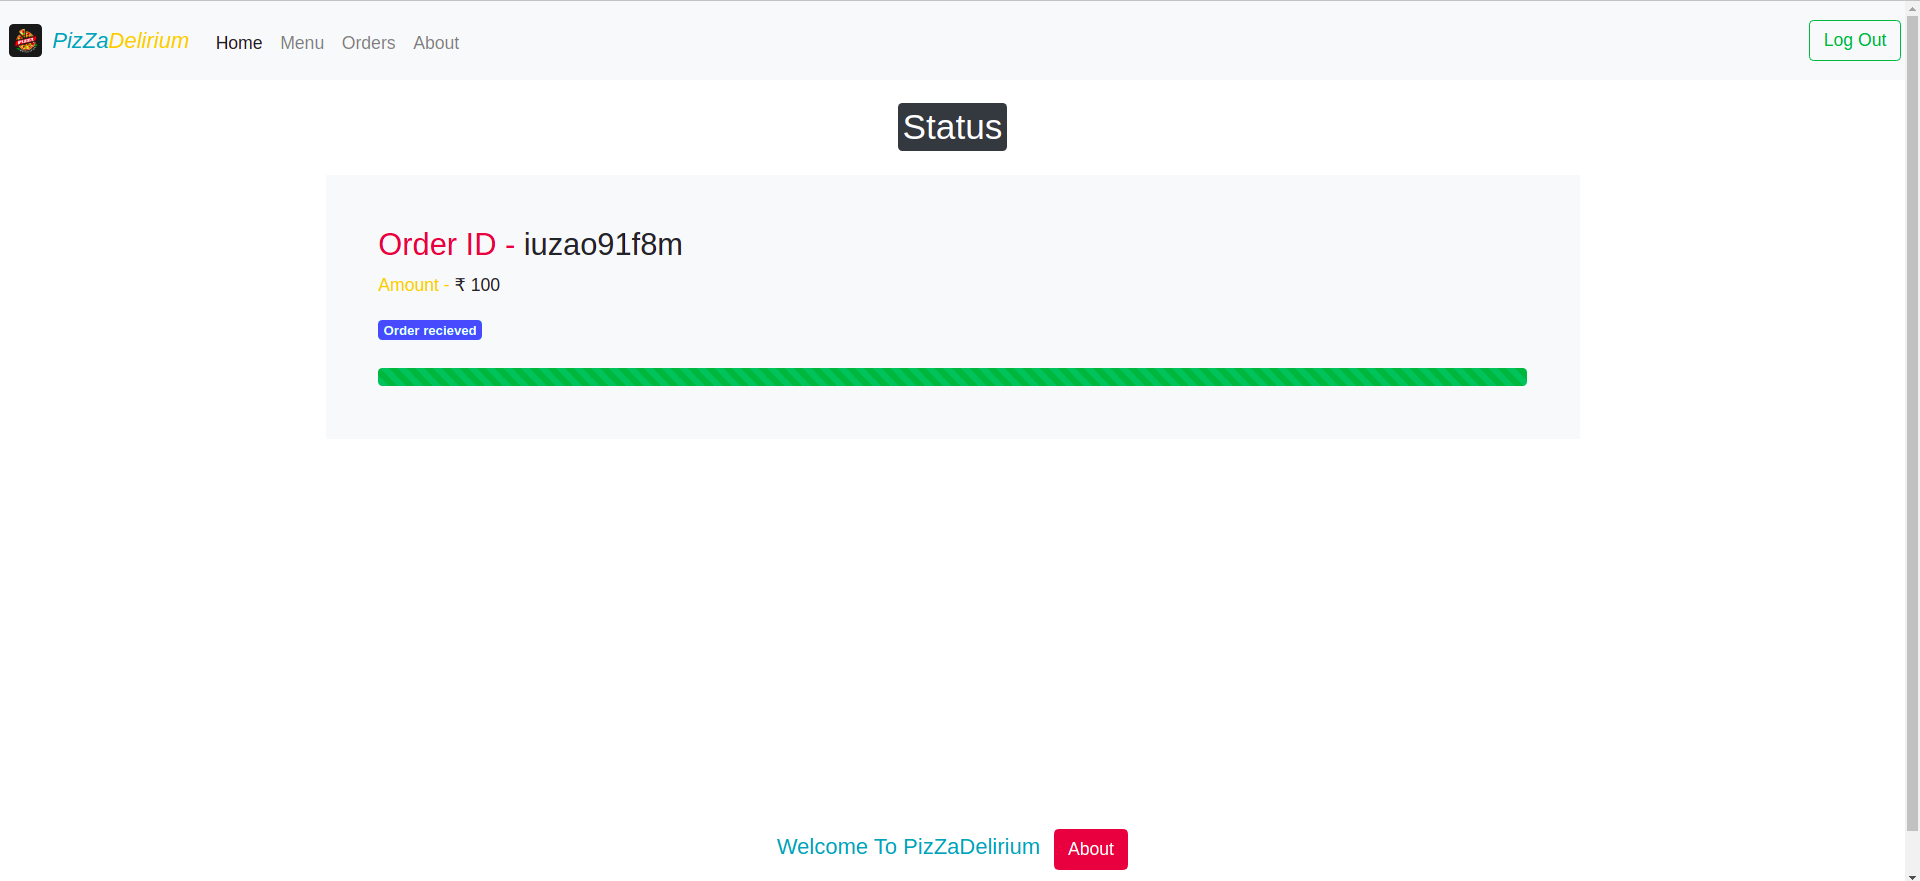 PizZaDelirium Home Menu Orders About Log Out
Status
Order ID - iuzao91f8m
Amount - ₹ 100
Order recieved
Welcome To PizZaDelirium About